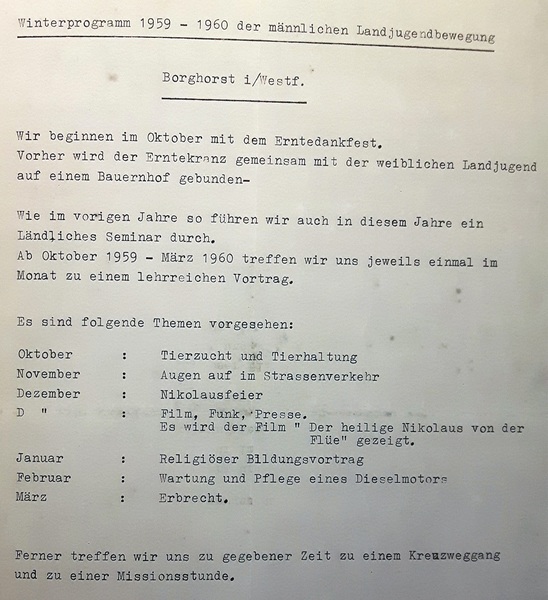 Winterprogramm 1959 - 1960 der männlichen Landjugendbewegung
Borghorst i/Westf.
Wir beginnen im Oktober mit dem Erntedankfest.
Vorher wird der Erntekranz gemeinsam mit der weiblichen Landjugend
auf einem Bauernhof gebunden-
Wie im vorigen Jahre so führen wir auch in diesem Jahre ein
Ländliches Seminar durch.
Ab Oktober 1959 - März 1960 treffen wir uns jeweils einmal im
Monat zu einem lehrreichen Vortrag.
Es sind folgende Themen vorgesehen:
Oktober : Tierzucht und Tierhaltung
November : Augen auf im Strassenverkehr
Dezember : Nikolausfeier
D " : Film, Funk, Presse.
Es wird der Film " Der heilige Nikolaus von der
Flüe" gezeigt.
Januar : Religiöser Bildungsvortrag
Februar : Wartung und Pflege eines Dieselmotors
März : Erbrecht.
Ferner treffen wir uns zu gegebener Zeit zu einem Kreuzweggang
und zu einer Missionsstunde.